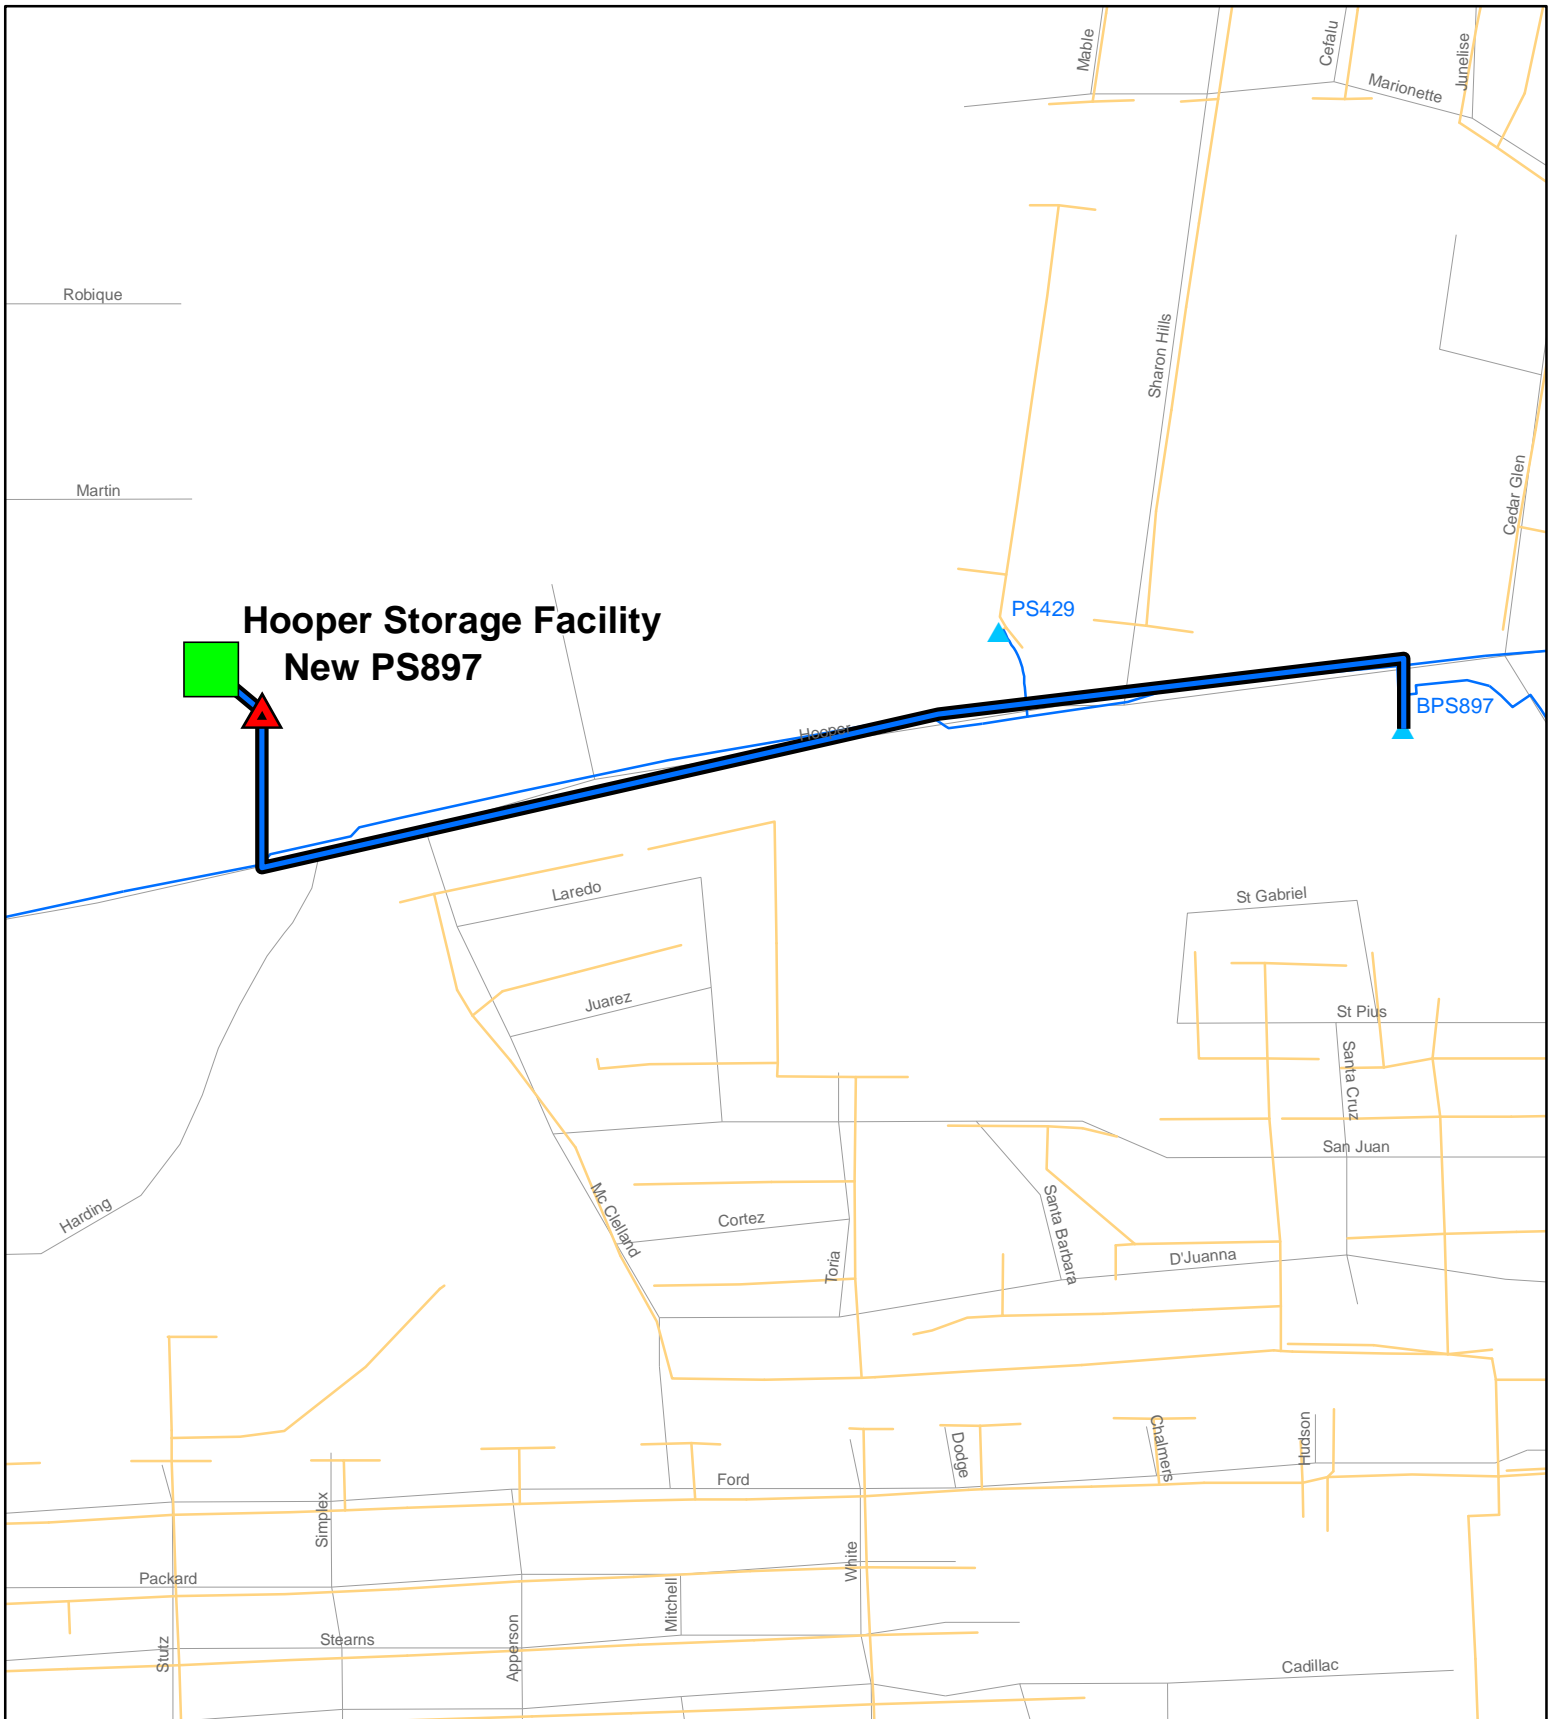 Mable
Cefalu
Junelise
Marionette
Robique
Sharon Hills
Martin
Cedar Glen
Hooper Storage Facility
New PS897
PS429
BPS897
Hooper
Laredo
St Gabriel
Juarez
St Pius
Santa Cruz
San Juan
Harding
Mc Clelland
Cortez
Toria
Santa Barbara
D'Juanna
Ford
Dodge
Chalmers
Hudson
Simplex
White
Packard
Mitchell
Stutz
Stearns
Apperson
Cadillac